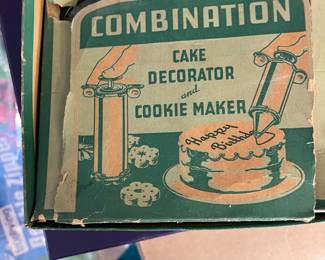 COMBINATION
CAKE
DECORATOR
and
COOKIE MAKER
Happy
Birthday